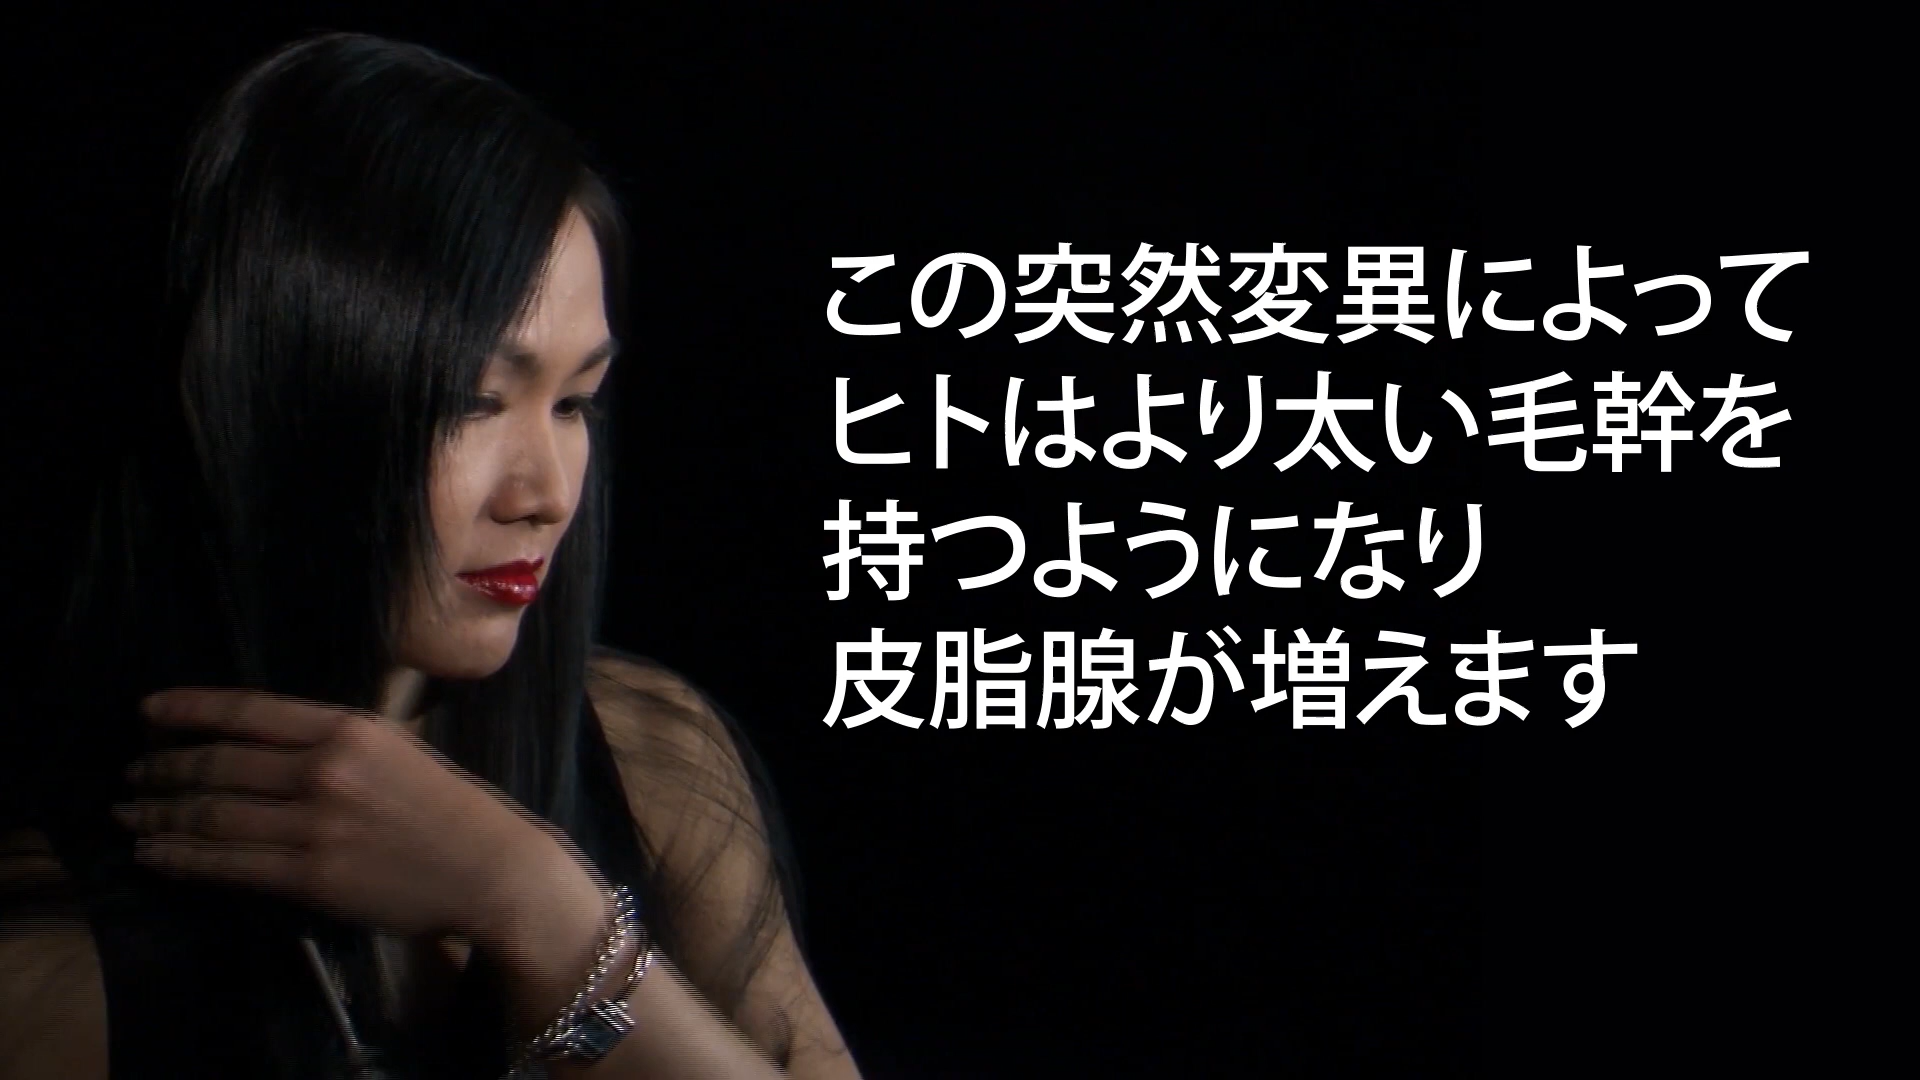 この突然変異によって
ヒトはより太い毛幹を
持つようになり
皮脂腺が増えます